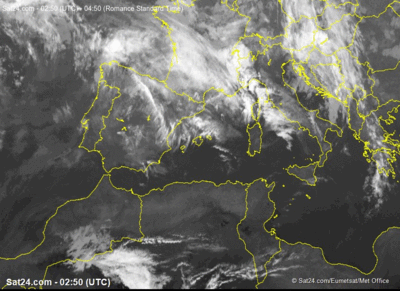 Sat24.com - 02:50 (UTC) - 04:50 (Romance Standard Time)
Sat24.com - 02:50 (UTC)
© Sat24.com/Eumetsat/Met Office